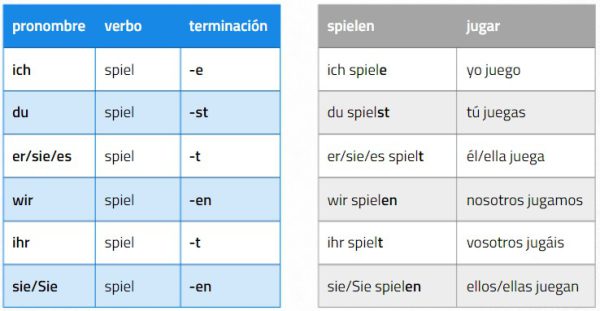 pronombre verbo terminación
ich spiel -e
du spiel -st
er/sie/es spiel -t
wir spiel -en
ihr spiel -t
sie/Sie spiel -en
spielen jugar
ich spiele yo juego
du spielst tú juegas
er/sie/es spielt él/ella juega
wir spielen nosotros jugamos
ihr spielt vosotros jugáis
sie/Sie spielen ellos/ellas juegan